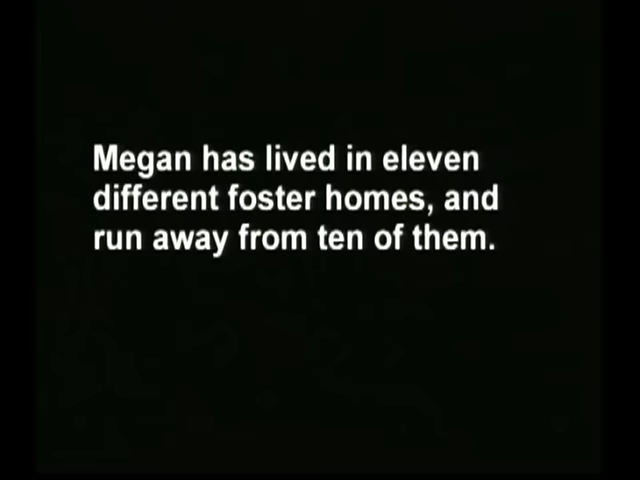 Megan has lived in eleven
different foster homes, and
run away from ten of them.